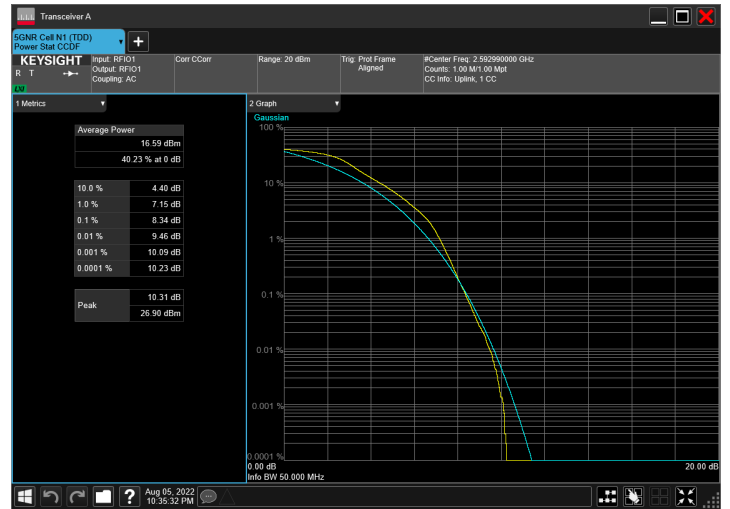 Transceiver A
5GNR Cell N1 (TDD)
Power Stat CCDF
KEYSIGHT
R T
LXI
Input: RFIO1
Output: RFIO1
Coupling: AC
Corr CCorr
Range: 20 dBm
Trig: Prot Frame
Aligned
#Center Freq: 2.592990000 GHz
Counts: 1.00 M/1.00 Mpt
CC Info: Uplink, 1 CC
1 Metrics
Average Power
16.59 dBm
40.23 % at 0 dB
10.0 % 4.40 dB
1.0 % 7.15 dB
0.1 % 8.34 dB
0.01 % 9.46 dB
0.001 % 10.09 dB
0.0001 % 10.23 dB
Peak
10.31 dB
26.90 dBm
2 Graph
Gaussian
100 %
10 %
1 %
0.1 %
0.01 %
0.001 %
0.0001 %
0.00 dB 20.00 dB
Info BW 50.000 MHz
?
Aug 05, 2022
10:35:32 PM